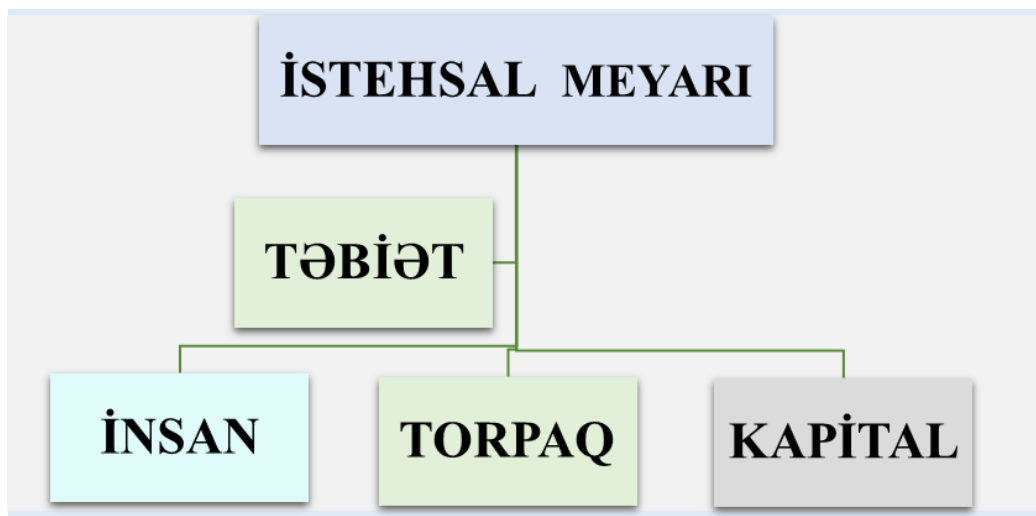 İSTEHSAL MEYARI
TƏBİƏT
İNSAN
TORPAQ
KAPİTAL